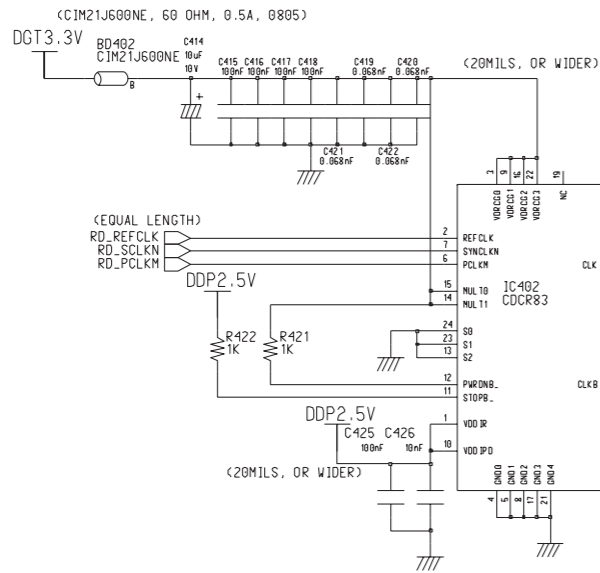 (CIM21J600NE, 60 OHM, 0.5A, 0805)
DGT3.3V
BD402
CIM21J600NE
B
C414
10uF
10V
+
C415 C416 C417 C418 C419 C420
100nF 100nF 100nF 100nF 0.068nF 0.068nF
C421 C422
0.068nF 0.068nF
(20MILS, OR WIDER)
3 9 16 22 19
VDRCG0 VDRCG1 VDRCG2 VDRCG3 NC
(EQUAL LENGTH)
RD_REFCLK 2 REFCLK
RD_SCLKN 7 SYNCLKN
RD_PCLKM 6 PCLKM
CLK
DDP2.5V
15 MULT0
14 MULT1
IC402
CDCR83
R422
1K
R421
1K
24 S0
23 S1
13 S2
12 PWRDNB_
11 STOPB_
CLKB
DDP2.5V
1 VDDIR
10 VDDIPD
C425 C426
100nF 10nF
(20MILS, OR WIDER)
GND0 GND1 GND2 GND3 GND4
4 5 8 17 21